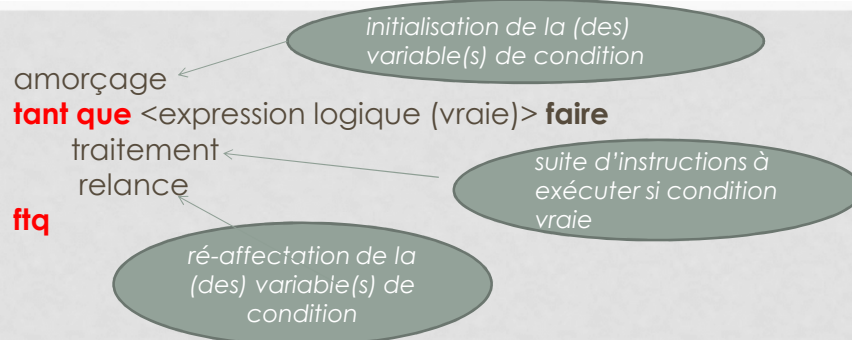 initialisation de la (des)
variable(s) de condition
amorçage
tant que <expression logique (vraie)> faire
traitement
relance
ftq
suite d'instructions à
exécuter si condition
vraie
ré-affectation de la
(des) variable(s) de
condition